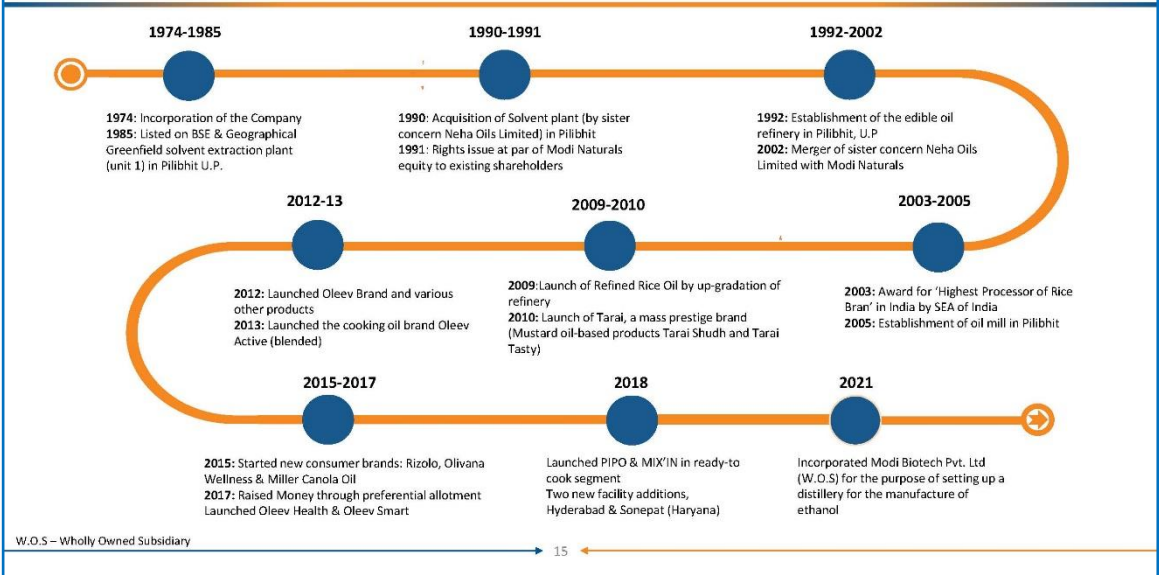 1974-1985
1974: Incorporation of the Company
1985: Listed on BSE & Geographical
Greenfield solvent extraction plant
(unit 1) in Pilibhit U.P.
1990-1991
1990: Acquisition of Solvent plant (by sister
concern Neha Oils Limited) in Pilibhit
1991: Rights issue at par of Modi Naturals
equity to existing shareholders
1992-2002
1992: Establishment of the edible oil
refinery in Pilibhit, U.P
2002: Merger of sister concern Neha Oils
Limited with Modi Naturals
2003-2005
2003: Award for ‘Highest Processor of Rice
Bran’ in India by SEA of India
2005: Establishment of oil mill in Pilibhit
2009-2010
2009:Launch of Refined Rice Oil by up-gradation of
refinery
2010: Launch of Tarai, a mass prestige brand
(Mustard oil-based products Tarai Shudh and Tarai
Tasty)
2012-13
2012: Launched Oleev Brand and various
other products
2013: Launched the cooking oil brand Oleev
Active (blended)
2015-2017
2015: Started new consumer brands: Rizolo, Olivana
Wellness & Miller Canola Oil
2017: Raised Money through preferential allotment
Launched Oleev Health & Oleev Smart
2018
Launched PIPO & MIX'IN in ready-to
cook segment
Two new facility additions,
Hyderabad & Sonepat (Haryana)
2021
Incorporated Modi Biotech Pvt. Ltd
(W.O.S) for the purpose of setting up a
distillery for the manufacture of
ethanol
W.O.S – Wholly Owned Subsidiary
15